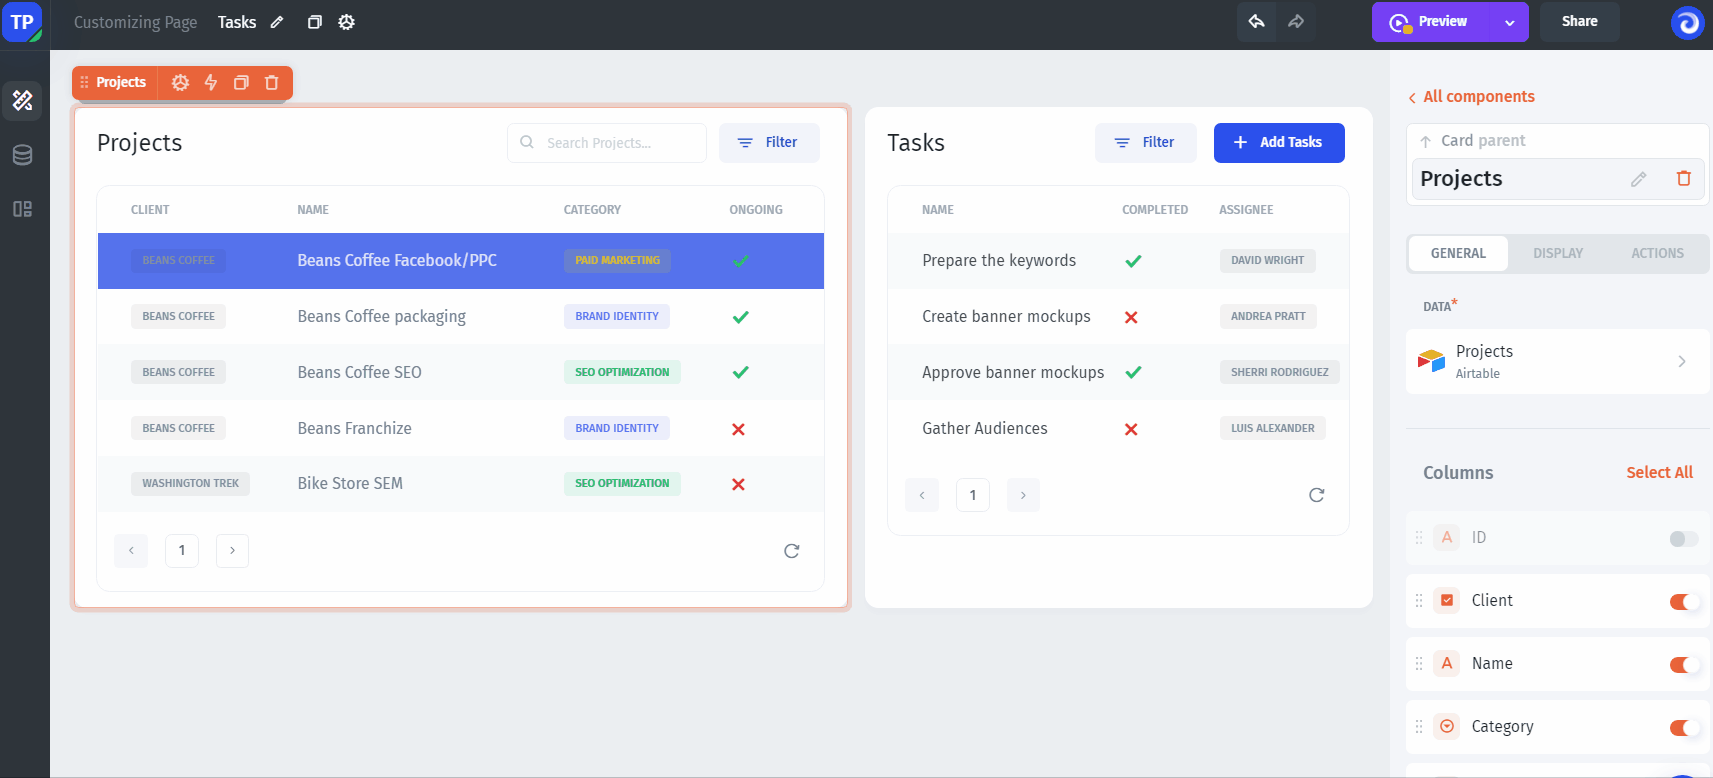 TP
Customizing Page Tasks
Preview
Share
Projects
Projects
Search Projects...
Filter
CLIENT NAME CATEGORY ONGOING
BEANS COFFEE Beans Coffee Facebook/PPC PAID MARKETING
BEANS COFFEE Beans Coffee packaging BRAND IDENTITY
BEANS COFFEE Beans Coffee SEO SEO OPTIMIZATION
BEANS COFFEE Beans Franchize BRAND IDENTITY
WASHINGTON TREK Bike Store SEM SEO OPTIMIZATION
1
Tasks
Filter
Add Tasks
NAME COMPLETED ASSIGNEE
Prepare the keywords DAVID WRIGHT
Create banner mockups ANDREA PRATT
Approve banner mockups SHERRI RODRIGUEZ
Gather Audiences LUIS ALEXANDER
1
All components
Card parent
Projects
GENERAL DISPLAY ACTIONS
DATA*
Projects
Airtable
Columns Select All
A ID
Client
A Name
Category